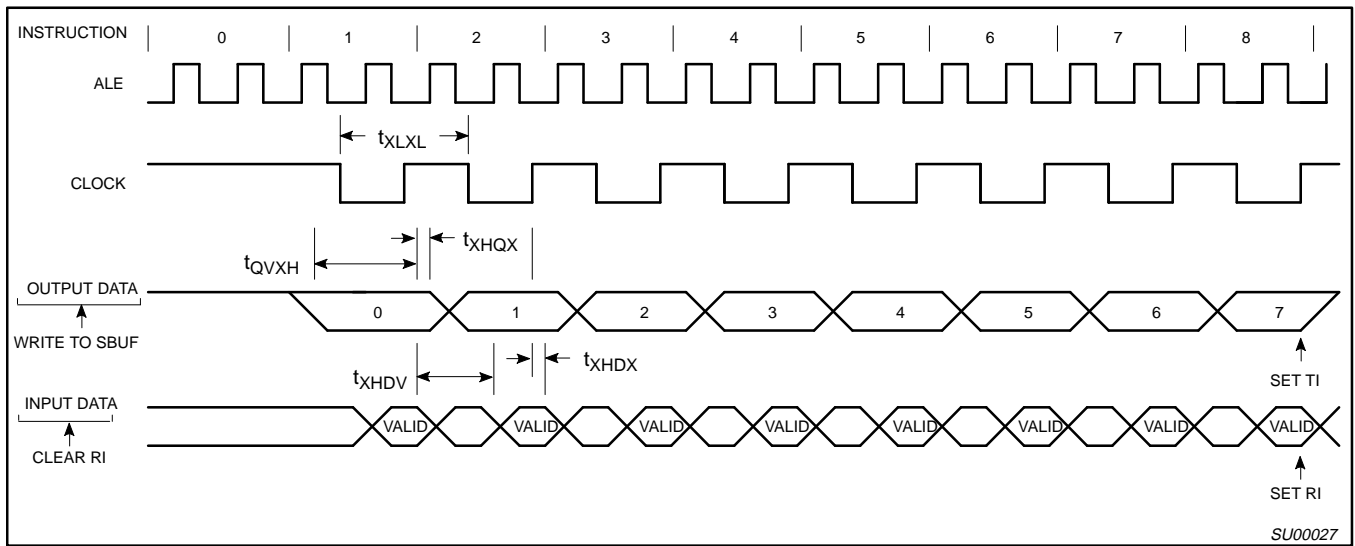 INSTRUCTION 0 1 2 3 4 5 6 7 8
ALE
tXLXL
CLOCK
tXHQX
tQVXH
OUTPUT DATA
0 1 2 3 4 5 6 7
WRITE TO SBUF
tXHDX
tXHDV
SET TI
INPUT DATA
VALID VALID VALID VALID VALID VALID VALID VALID
CLEAR RI
SET RI
SU00027